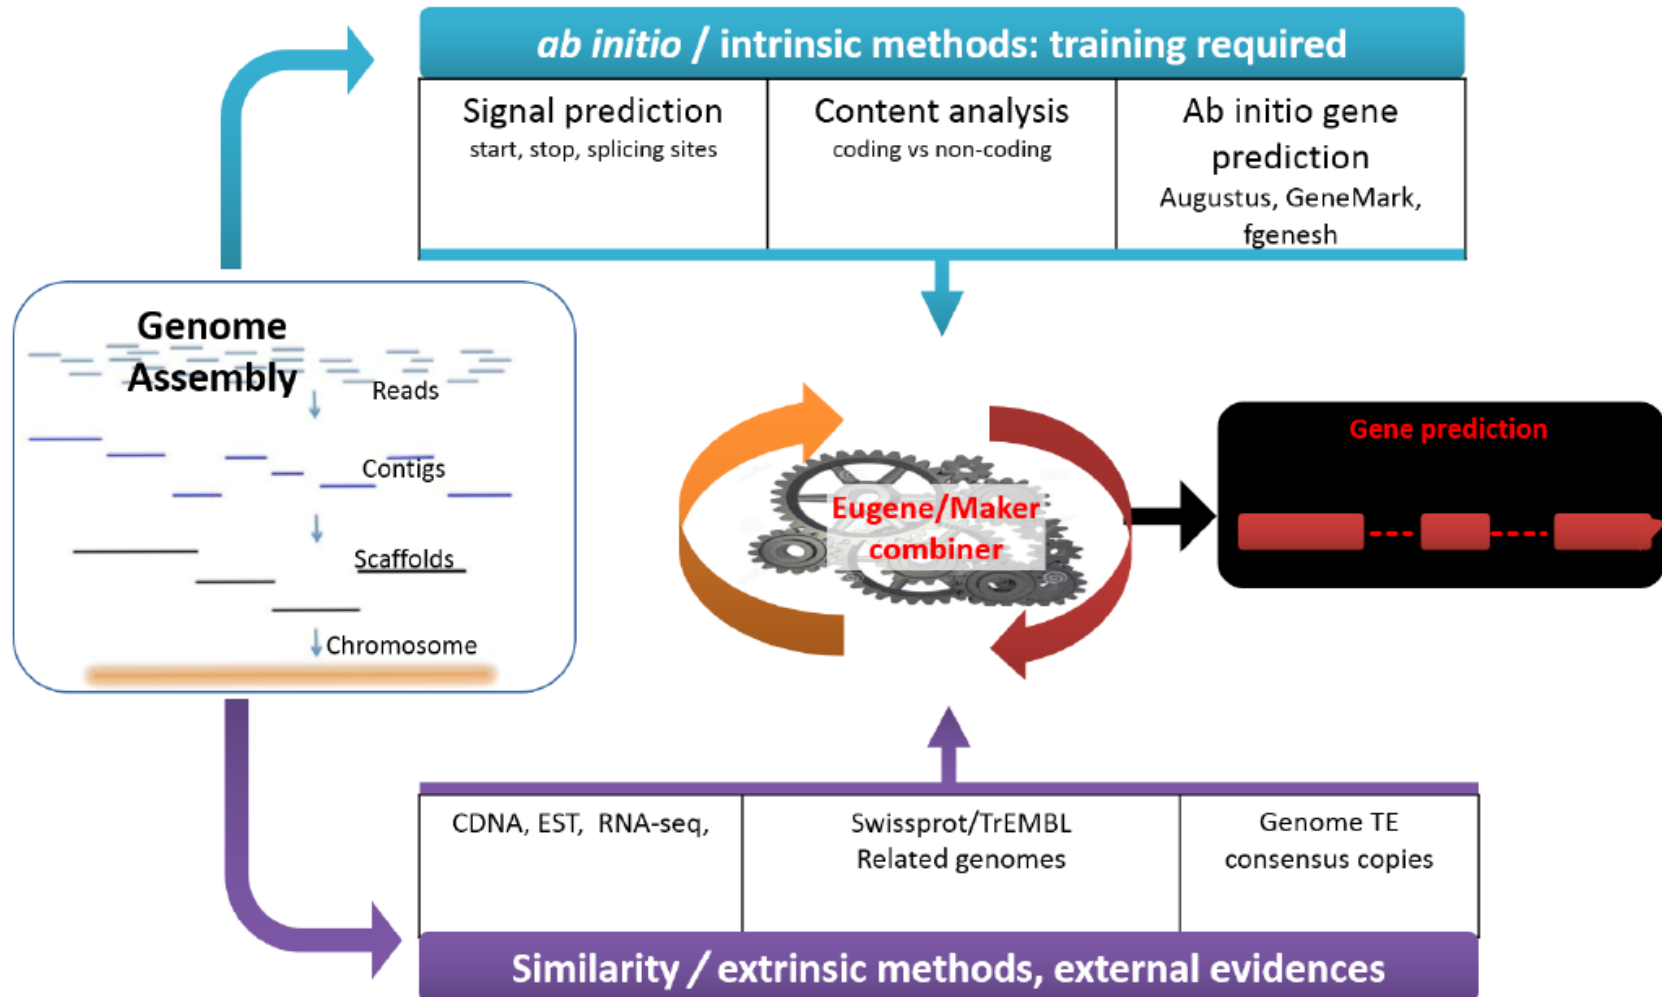 ab initio / intrinsic methods: training required
Signal prediction
start, stop, splicing sites
Content analysis
coding vs non-coding
Ab initio gene
prediction
Augustus, GeneMark,
fgenesh
Genome
Assembly
Reads
Contigs
Scaffolds
Chromosome
Eugene/Maker
combiner
Gene prediction
CDNA, EST, RNA-seq,
Swissprot/TrEMBL
Related genomes
Genome TE
consensus copies
Similarity / extrinsic methods, external evidences